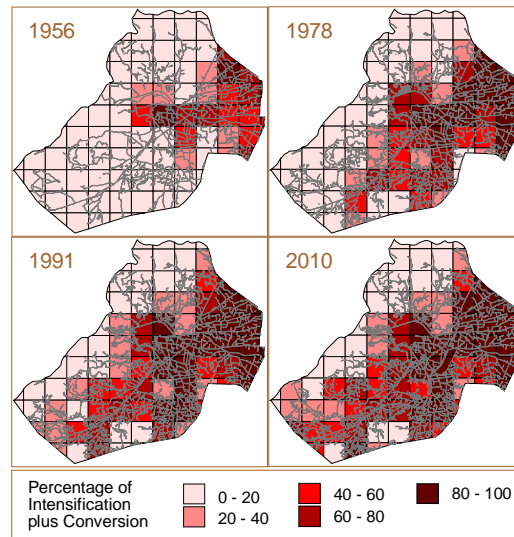 1956
1978
1991
2010
Percentage of
Intensification
plus Conversion
0 - 20
20 - 40
40 - 60
60 - 80
80 - 100